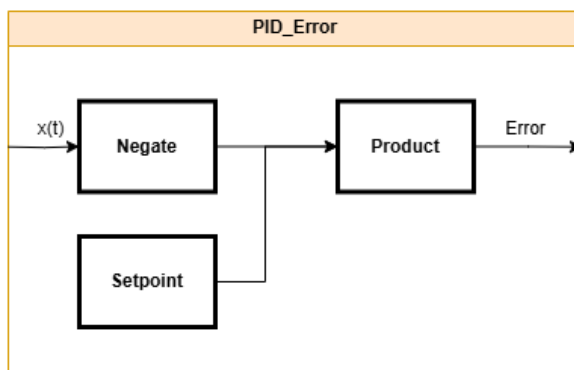 PID_Error
x(t)
Negate
Product
Error
Setpoint